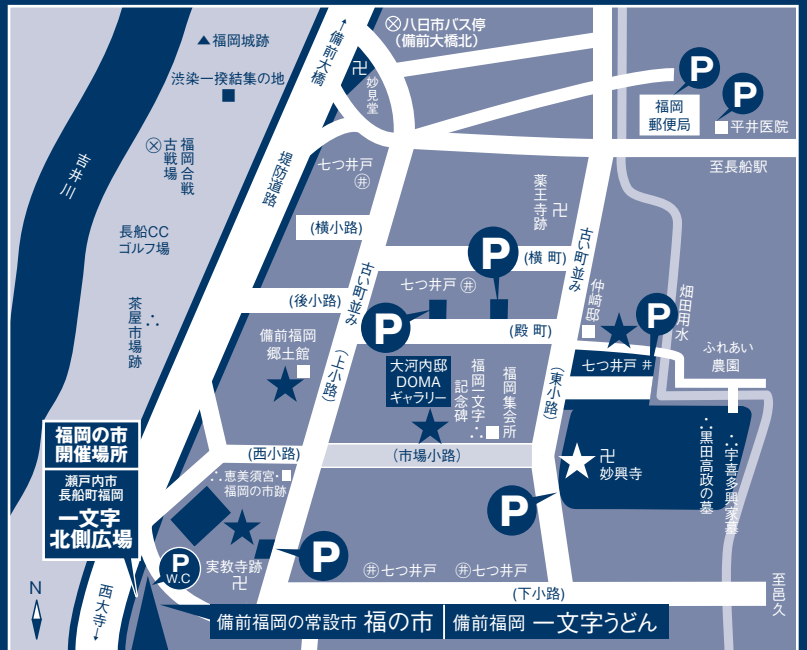 ▲福岡城跡
渋染一揆結集の地
↑備前大橋
八日市バス停
(備前大橋北)
卍
妙見堂
P
P
福岡
郵便局
平井医院
至長船駅
福岡合戦
古戦場
吉井川
堤防道路
七つ井戸
井
薬王寺跡
卍
長船CC
ゴルフ場
(横小路)
P
(横 町)
古い町並み
古い町並み
七つ井戸 井
仲﨑邸
P
畑田用水
(後小路)
茶屋市場跡
∴
P
(殿 町)
備前福岡
郷土館
(上小路)
大河内邸
DOMA
ギャラリー
福岡一文字
記念碑
∴
福岡集会所
(東小路)
七つ井戸 井
ふれあい
農園
福岡の市
開催場所
瀬戸内市
長船町福岡
一文字
北側広場
(西小路)
(市場小路)
∴恵美須宮・
福岡の市跡
卍
妙興寺
∴黒田高政の墓
∴宇喜多興家墓
P
P
P
W.C
実教寺跡
卍
井七つ井戸
井七つ井戸
(下小路)
至邑久
N
西大寺→
備前福岡の常設市 福の市
備前福岡 一文字うどん